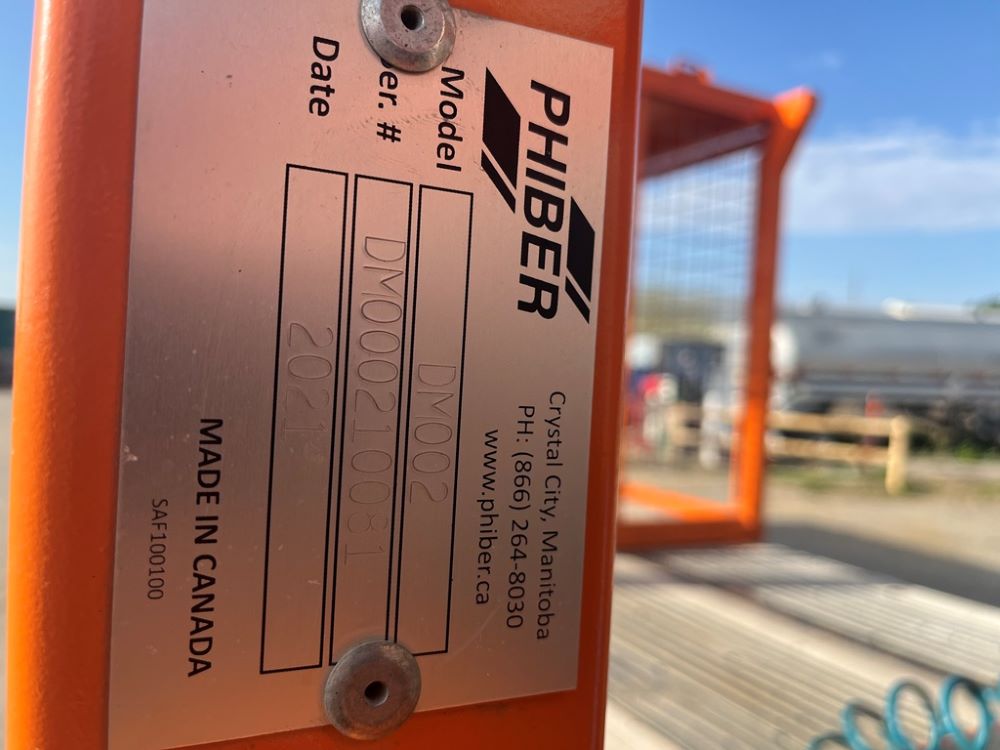 PHIBER
Crystal City, Manitoba
PH: (866) 264-8030
www.phiber.ca
Model DM002
er. # DM000210081
Date 2021
MADE IN CANADA
SAF100100